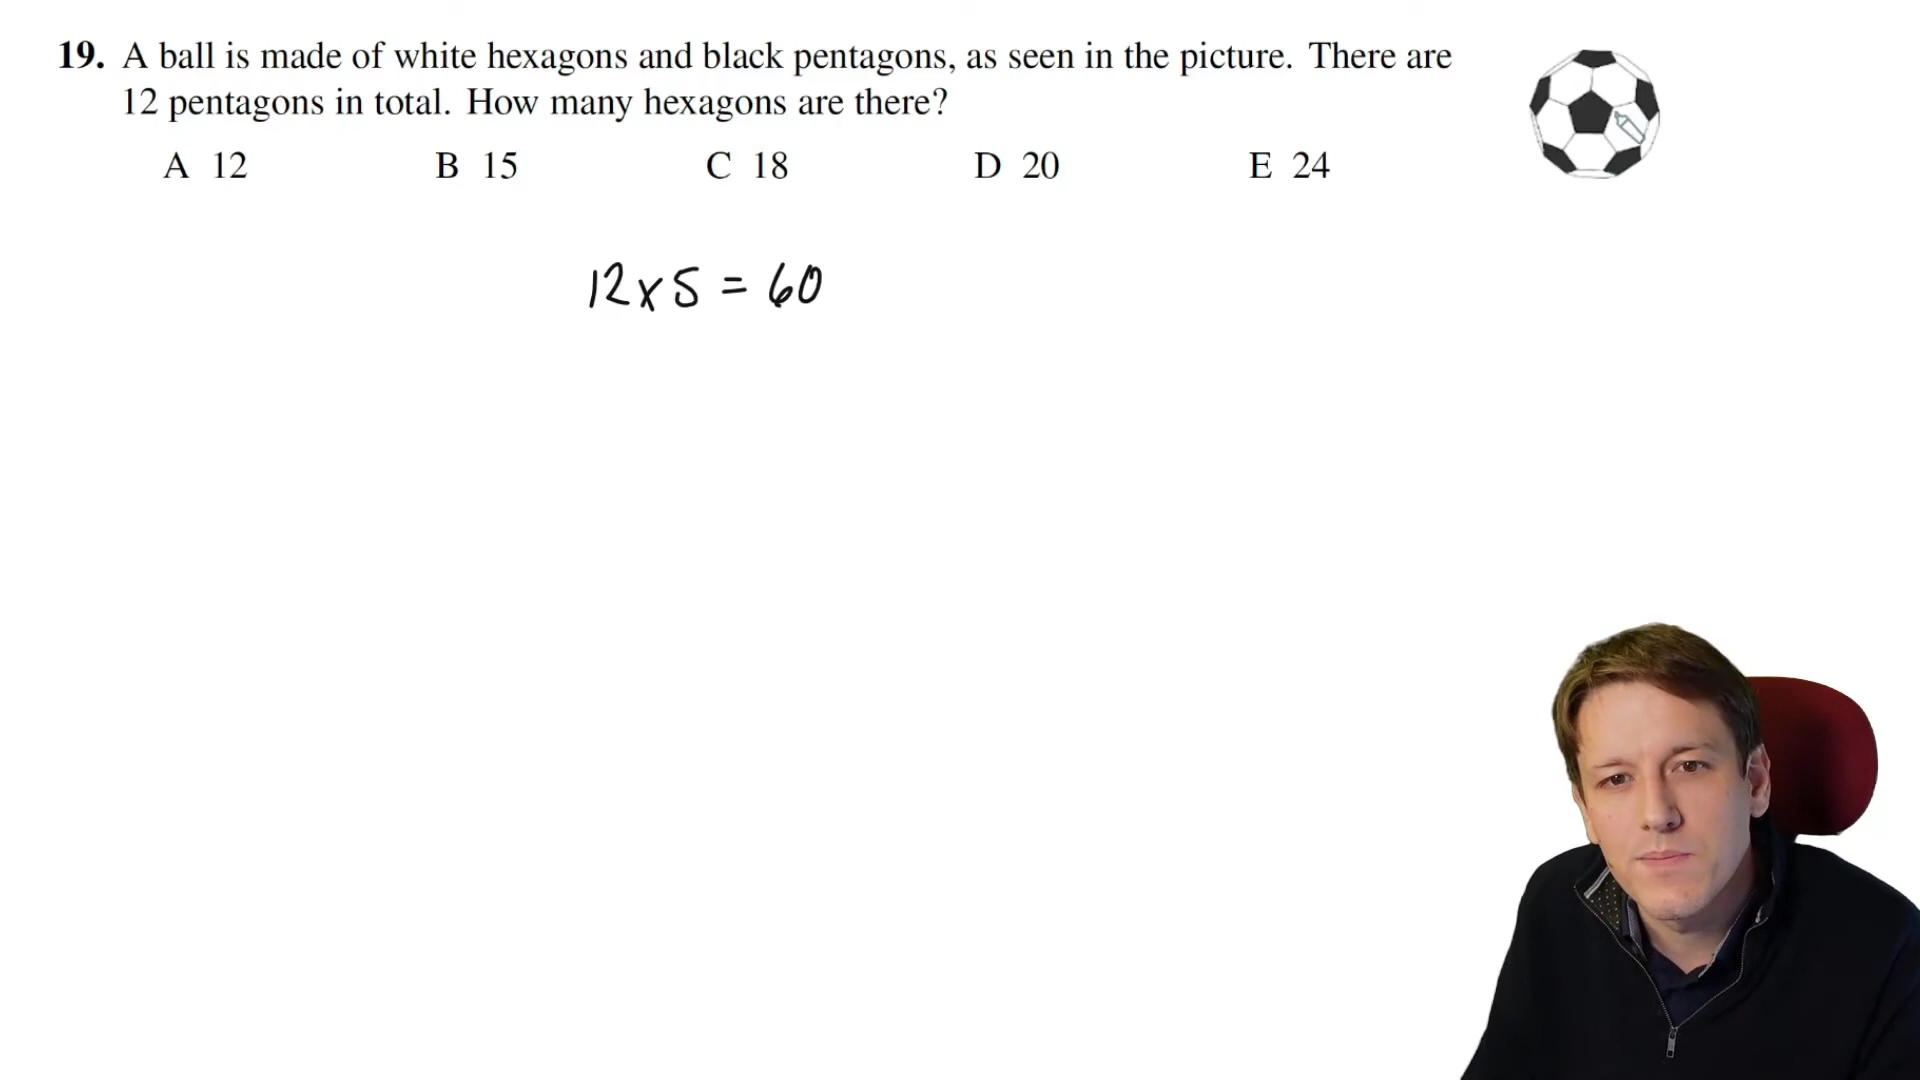 19. A ball is made of white hexagons and black pentagons, as seen in the picture. There are
12 pentagons in total. How many hexagons are there?
A 12 B 15 C 18 D 20 E 24
12 x 5 = 60